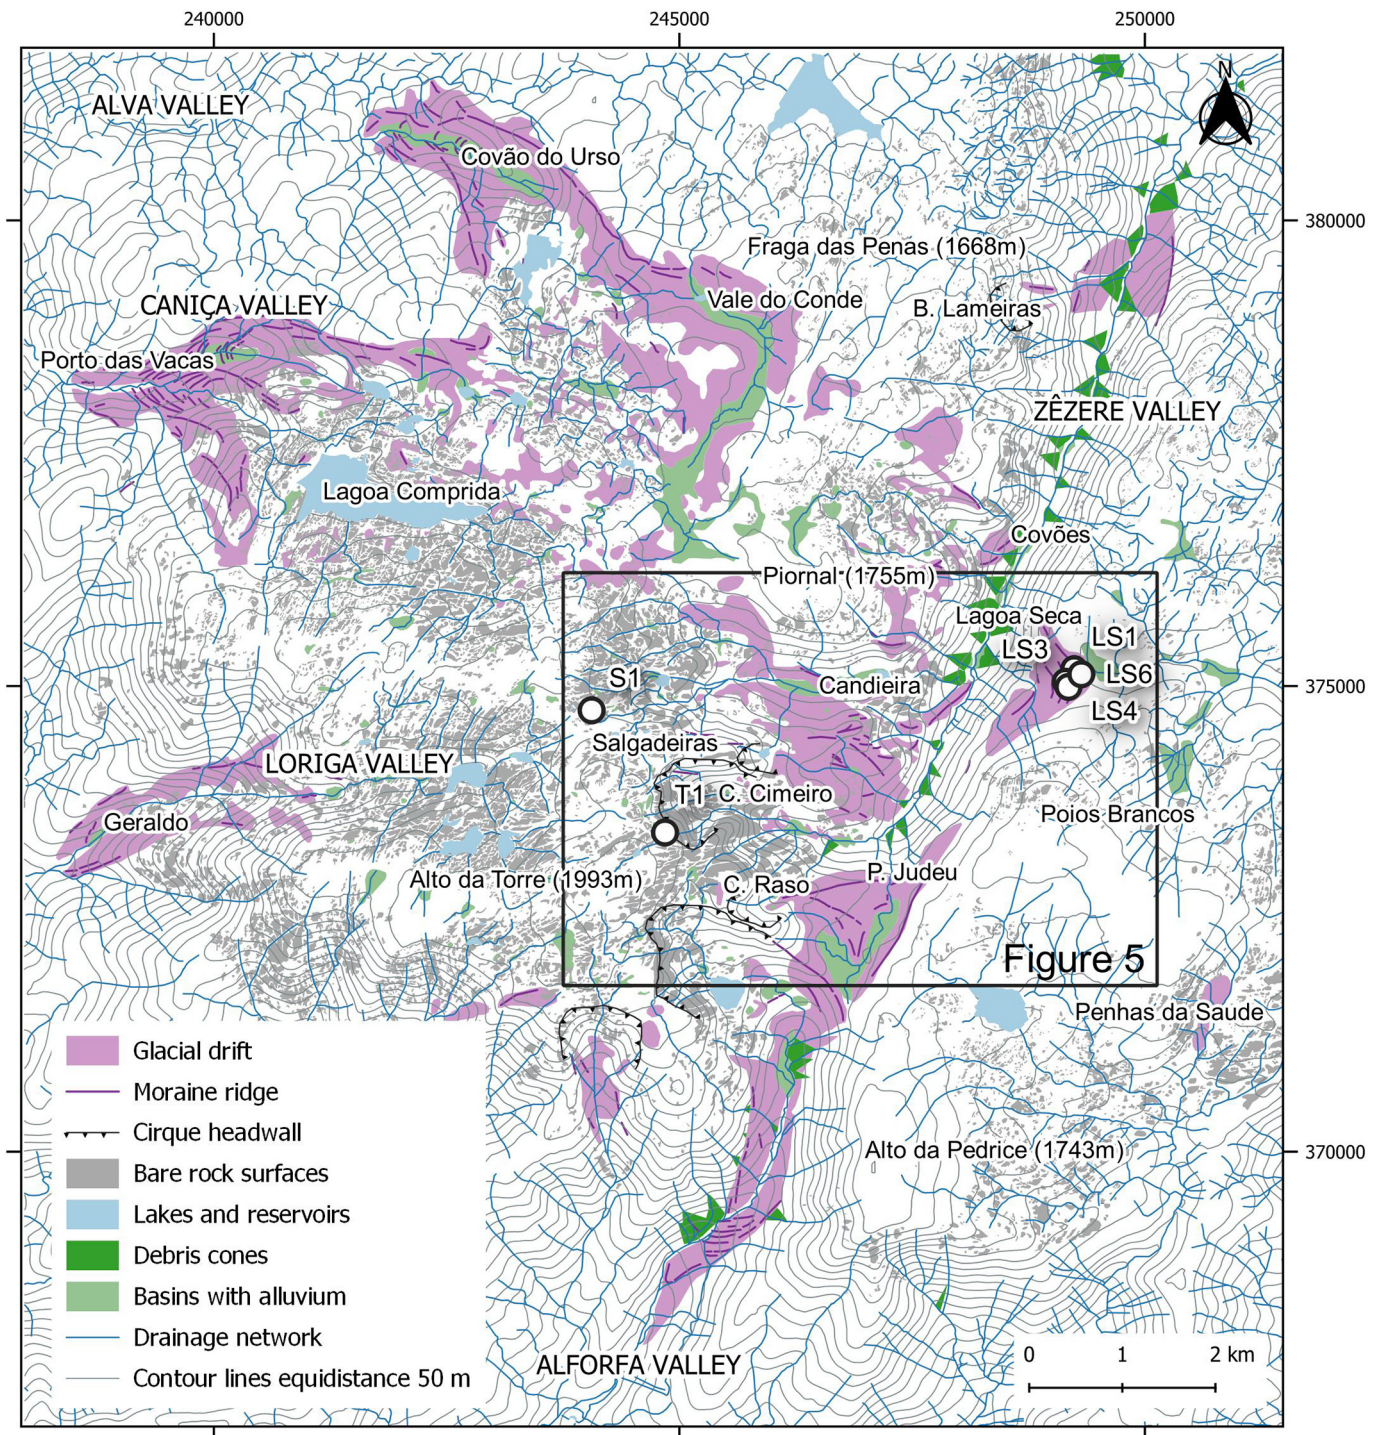 240000
245000
250000
N
ALVA VALLEY
Covão do Urso
380000
Fraga das Penas (1668m)
Vale do Conde
CANIÇA VALLEY
B. Lameiras
Porto das Vacas
ZÊZERE VALLEY
Lagoa Comprida
Covões
Piornal (1755m)
Lagoa Seca
LS1
LS3
LS6
S1
Candieira
375000
LS4
Salgadeiras
LORIGA VALLEY
T1
C. Cimeiro
Geraldo
Poios Brancos
Alto da Torre (1993m)
C. Raso
P. Judeu
Figure 5
Penhas da Saude
Glacial drift
Moraine ridge
Cirque headwall
Bare rock surfaces
Lakes and reservoirs
Debris cones
Basins with alluvium
Drainage network
Contour lines equidistance 50 m
Alto da Pedrice (1743m)
370000
ALFORFA VALLEY
0 1 2 km